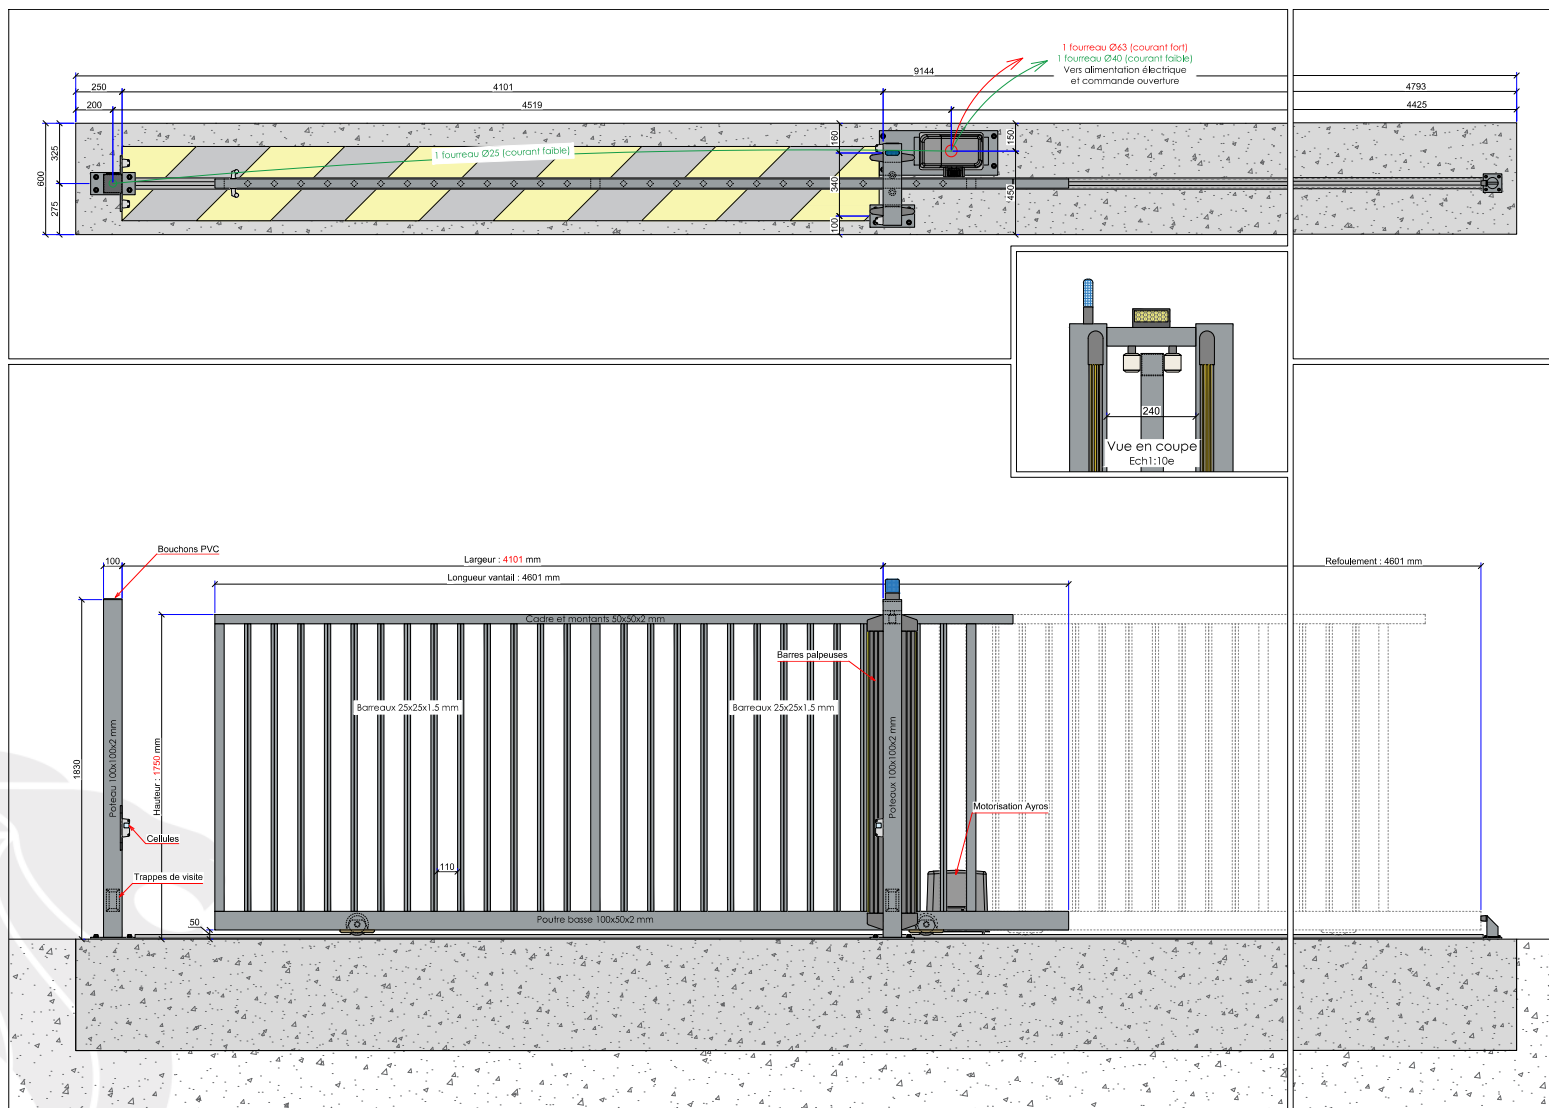 1 fourreau Ø63 (courant fort)
1 fourreau Ø40 (courant faible)
Vers alimentation électrique
et commande ouverture
9144
250
4101
4793
200
4519
4425
1 fourreau Ø25 (courant faible)
600
325
275
160
340
100
150
450
240
Vue en coupe
Ech1:10e
Bouchons PVC
100
Largeur : 4101 mm
Refoulement : 4601 mm
Longueur vantail : 4601 mm
Cadre et montants 50x50x2 mm
Barres palpeuses
Barreaux 25x25x1.5 mm
Barreaux 25x25x1.5 mm
1830
Poteau 100x100x2 mm
Hauteur : 1750 mm
Poteaux 100x100x2 mm
Motorisation Ayros
Cellules
110
Trappes de visite
50
Poutre basse 100x50x2 mm